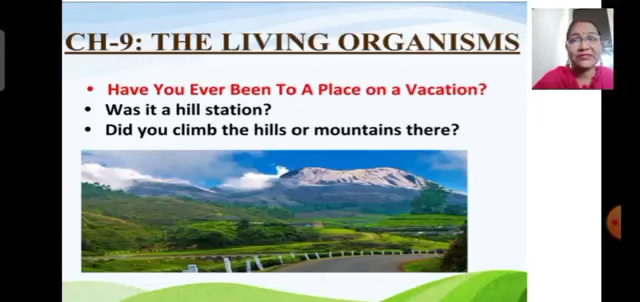 CH-9: THE LIVING ORGANISMS
• Have You Ever Been To A Place on a Vacation?
• Was it a hill station?
• Did you climb the hills or mountains there?